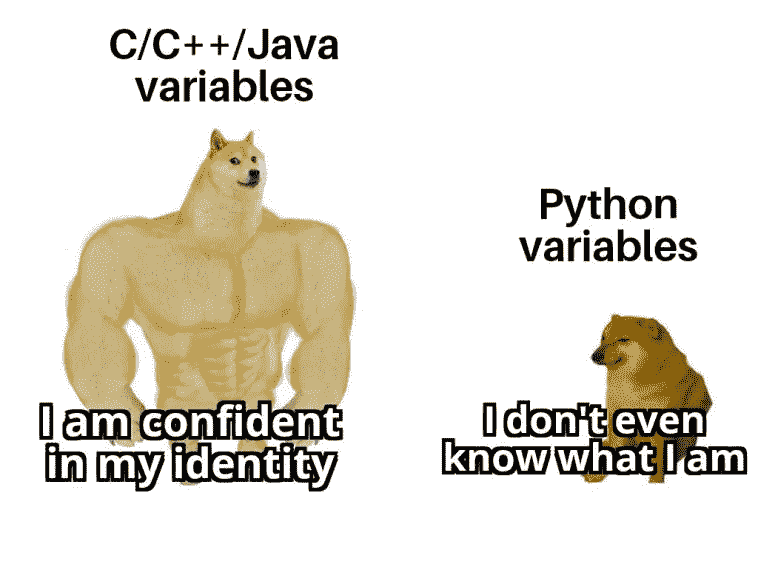 C/C++/Java
variables
I am confident
in my identity
Python
variables
I don't even
know what I am